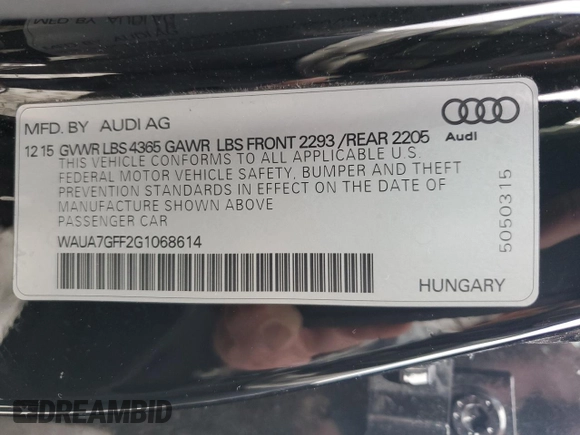 MFD. BY AUDI AG
12 15 GVWR LBS 4365 GAWR LBS FRONT 2293 /REAR 2205
THIS VEHICLE CONFORMS TO ALL APPLICABLE U.S.
FEDERAL MOTOR VEHICLE SAFETY, BUMPER AND THEFT
PREVENTION STANDARDS IN EFFECT ON THE DATE OF
MANUFACTURE SHOWN ABOVE
PASSENGER CAR
WAUA7GFF2G1068614
Audi
5050315
HUNGARY
DREAMBID